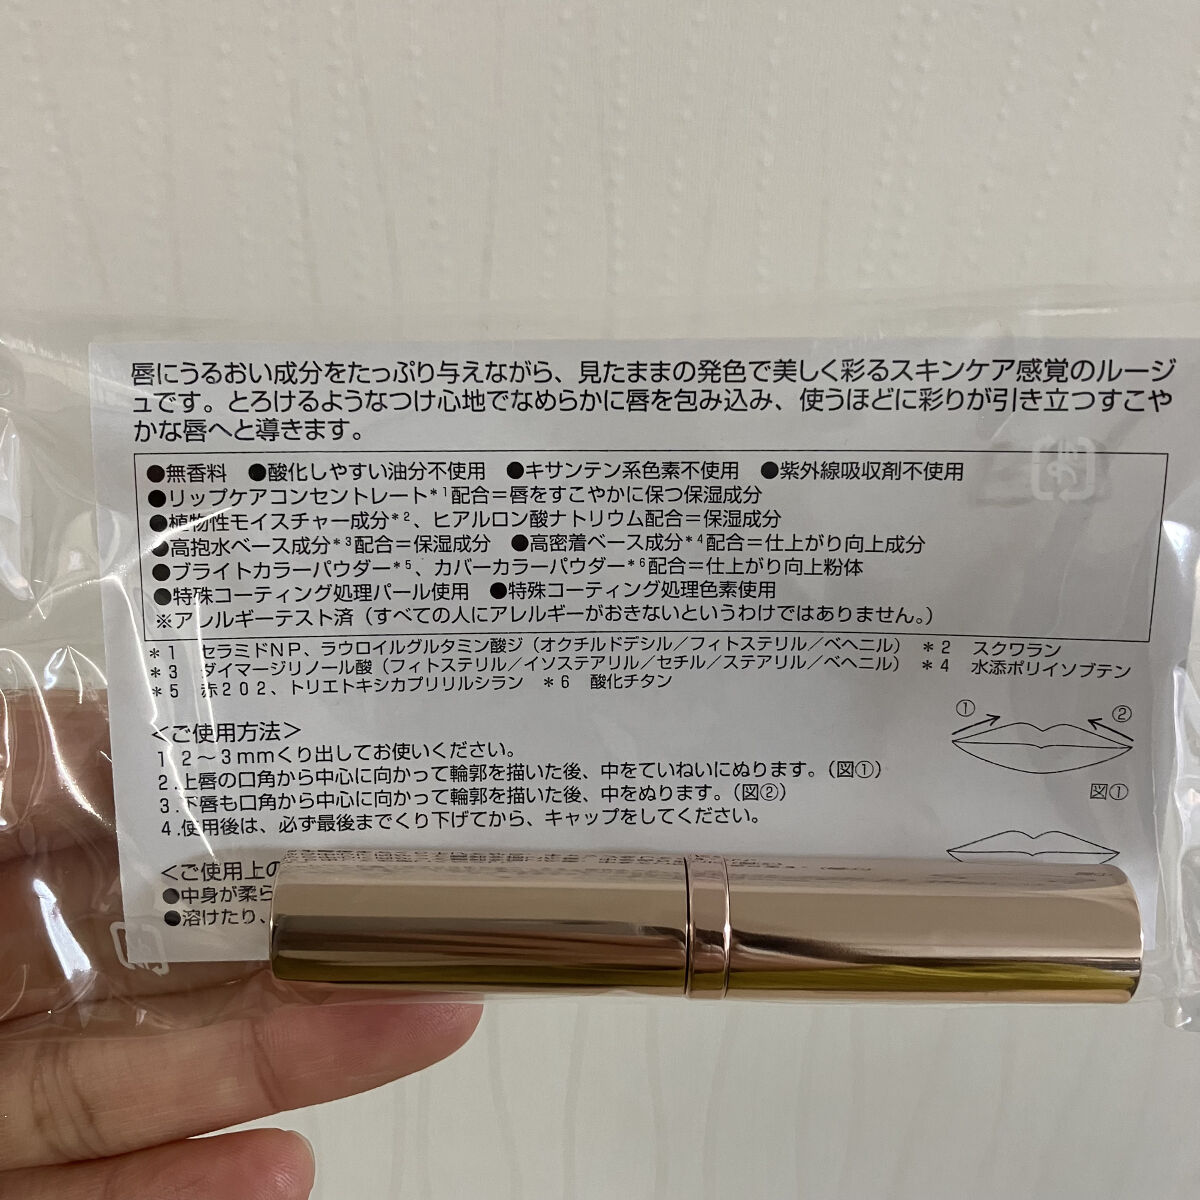 唇にうるおい成分をたっぷり与えながら、見たままの発色で美しく彩るスキンケア感覚のルージ
ュです。とろけるようなつけ心地でなめらかに唇を包み込み、使うほどに彩りが引き立つすこや
かな唇へと導きます。
●無香料　●酸化しやすい油分不使用　●キサンテン系色素不使用　●紫外線吸収剤不使用
●リップケアコンセントレート＊1配合＝唇をすこやかに保つ保湿成分
●植物性モイスチャー成分＊2、ヒアルロン酸ナトリウム配合＝保湿成分
●高抱水ベース成分＊3配合＝保湿成分　●高密着ベース成分＊4配合＝仕上がり向上成分
●ブライトカラーパウダー＊5、カバーカラーパウダー＊6配合＝仕上がり向上粉体
●特殊コーティング処理パール使用　●特殊コーティング処理色素使用
※アレルギーテスト済（すべての人にアレルギーがおきないというわけではありません。）
＊1　セラミドNP、ラウロイルグルタミン酸ジ（オクチルドデシル／フィトステリル／ベヘニル）　＊2　スクワラン
＊3　ダイマージリノール酸（フィトステリル／イソステアリル／セチル／ステアリル／ベヘニル）　＊4　水添ポリイソブテン
＊5　赤202、トリエトキシカプリリルシラン　＊6　酸化チタン
＜ご使用方法＞
1.2～3mmくり出してお使いください。
2.上唇の口角から中心に向かって輪郭を描いた後、中をていねいにぬります。（図①）
3.下唇も口角から中心に向かって輪郭を描いた後、中をぬります。（図②）
4.使用後は、必ず最後までくり下げてから、キャップをしてください。
①
②
図①
＜ご使用上の
●中身が柔ら
●溶けたり、